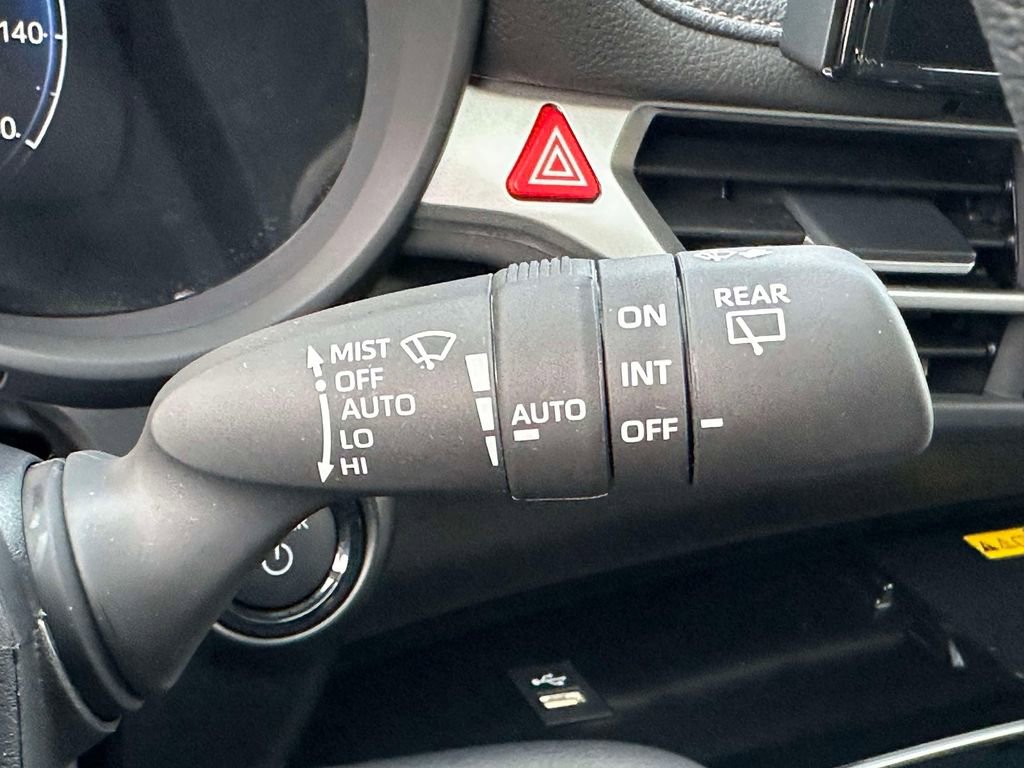 140
MIST
OFF
AUTO
LO
HI
AUTO
ON
INT
OFF
REAR